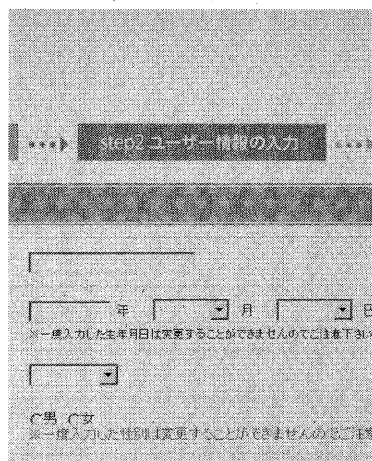 step2 ユーザー情報の入力
年 月 日
※一度入力した生年月日は変更することができませんのでご注意下さい
男 女
※一度入力した性別は変更することができませんのでご注意